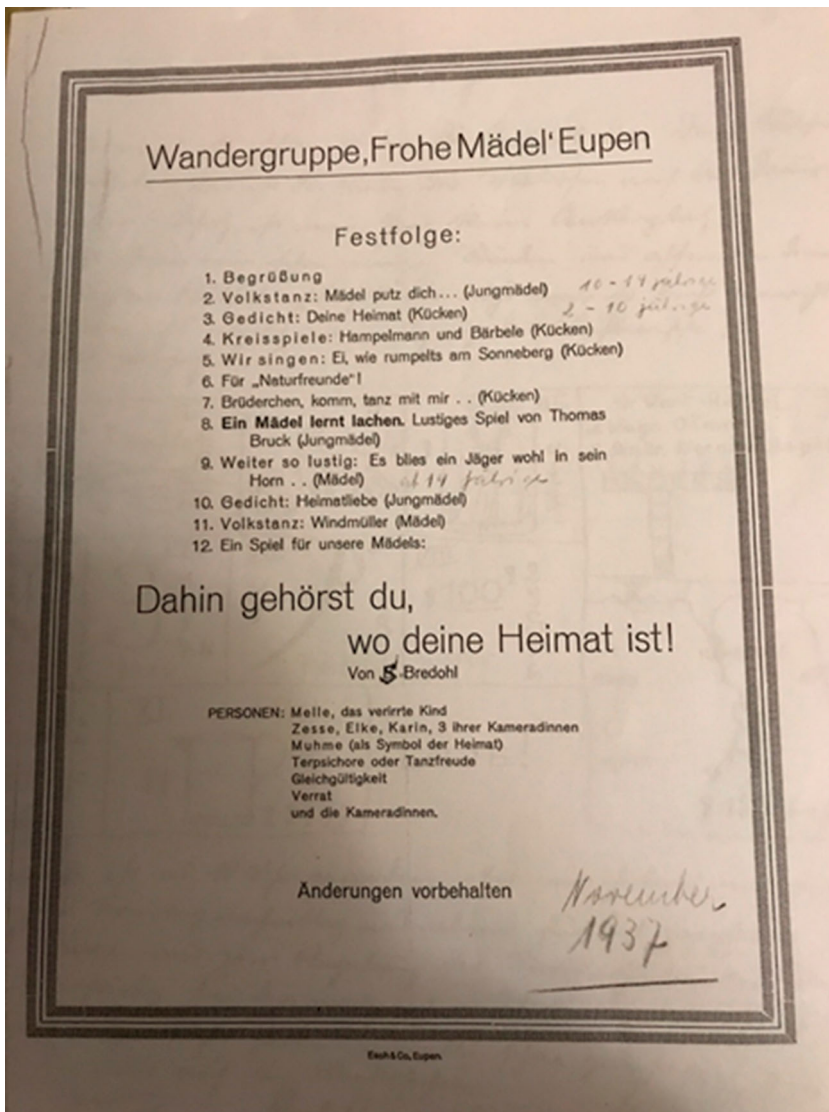 Wandergruppe ‚Frohe Mädel‘ Eupen
Festfolge:
1. Begrüßung
2. Volkstanz: Mädel putz dich... (Jungmädel) 10 - 14 jährige
3. Gedicht: Deine Heimat (Kücken) 2 - 10 jährige
4. Kreisspiele: Hampelmann und Bärbele (Kücken)
5. Wir singen: Ei, wie rumpelts am Sonneberg (Kücken)
6. Für „Naturfreunde“!
7. Brüderchen, komm, tanz mit mir . . (Kücken)
8. Ein Mädel lernt lachen. Lustiges Spiel von Thomas
Bruck (Jungmädel)
9. Weiter so lustig: Es blies ein Jäger wohl in sein
Horn . . (Mädel) ab 14 jährige
10. Gedicht: Heimatliebe (Jungmädel)
11. Volkstanz: Windmüller (Mädel)
12. Ein Spiel für unsere Mädels:
Dahin gehörst du,
wo deine Heimat ist!
Von S.-Bredohl
PERSONEN: Melle, das verirrte Kind
Zesse, Elke, Karin, 3 ihrer Kameradinnen
Muhme (als Symbol der Heimat)
Terpsichore oder Tanzfreude
Gleichgültigkeit
Verrat
und die Kameradinnen.
Änderungen vorbehalten
November
1937
& Co, Eupen.